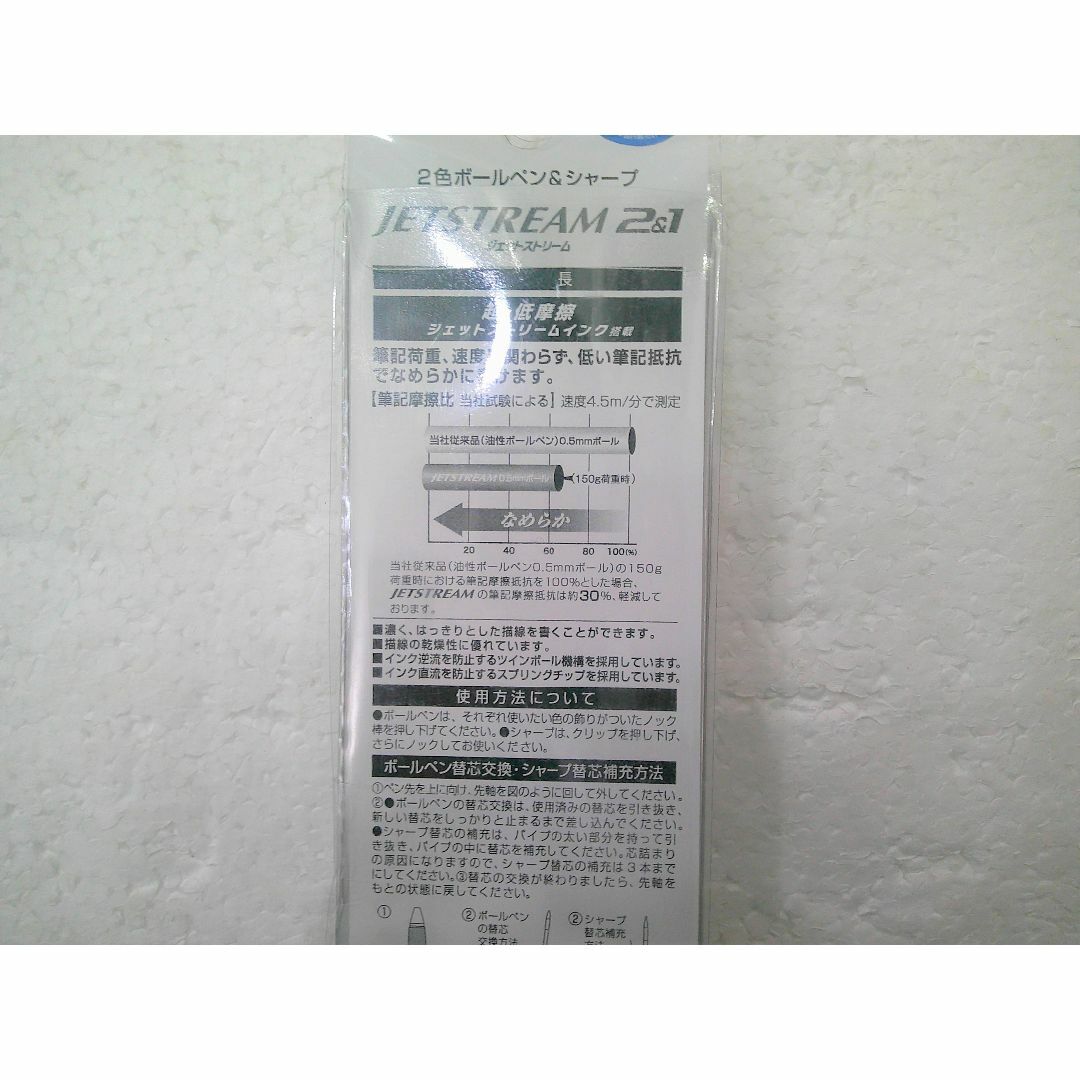 2色ボールペン&シャープ
JETSTREAM 2&1
ジェットストリーム
長
超・低摩擦
ジェットストリームインク搭載
筆記荷重、速度に関わらず、低い筆記抵抗
でなめらかに書けます。
【筆記摩擦比 当社試験による】速度4.5m/分で測定
当社従来品(油性ボールペン)0.5mmボール
JETSTREAM 0.5mmボール (150g荷重時)
なめらか
20 40 60 80 100(%)
当社従来品(油性ボールペン0.5mmボール)の150g
荷重時における筆記摩擦抵抗を100%とした場合、
JETSTREAMの筆記摩擦抵抗は約30%、軽減して
おります。
■濃く、はっきりとした描線を書くことができます。
■描線の乾燥性に優れています。
■インク逆流を防止するツインボール機構を採用しています。
■インク直流を防止するスプリングチップを採用しています。
使用方法について
●ボールペンは、それぞれ使いたい色の飾りがついたノック
棒を押し下げてください。●シャープは、クリップを押し下げ、
さらにノックしてお使いください。
ボールペン替芯交換・シャープ替芯補充方法
①ペン先を上に向け、先軸を図のように回して外してください。
②●ボールペンの替芯交換は、使用済みの替芯を引き抜き、
新しい替芯をしっかりと止まるまで差し込んでください。
●シャープ替芯の補充は、パイプの太い部分を持って引
き抜き、パイプの中に替芯を補充してください。芯詰まり
の原因になりますので、シャープ替芯の補充は3本まで
にしてください。③替芯の交換が終わりましたら、先軸を
もとの状態に戻してください。
① ②ボールペン ②シャープ
の替芯 替芯補充
交換方法 方法